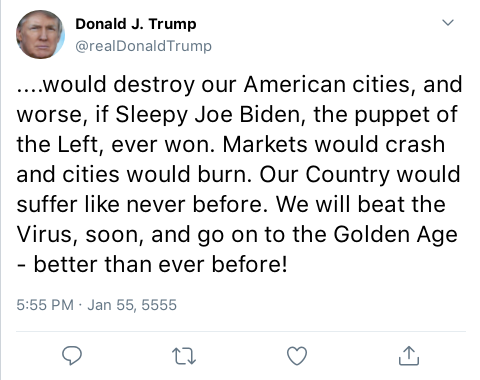 Donald J. Trump
@realDonaldTrump
....would destroy our American cities, and
worse, if Sleepy Joe Biden, the puppet of
the Left, ever won. Markets would crash
and cities would burn. Our Country would
suffer like never before. We will beat the
Virus, soon, and go on to the Golden Age
- better than ever before!
5:55 PM · Jan 55, 5555